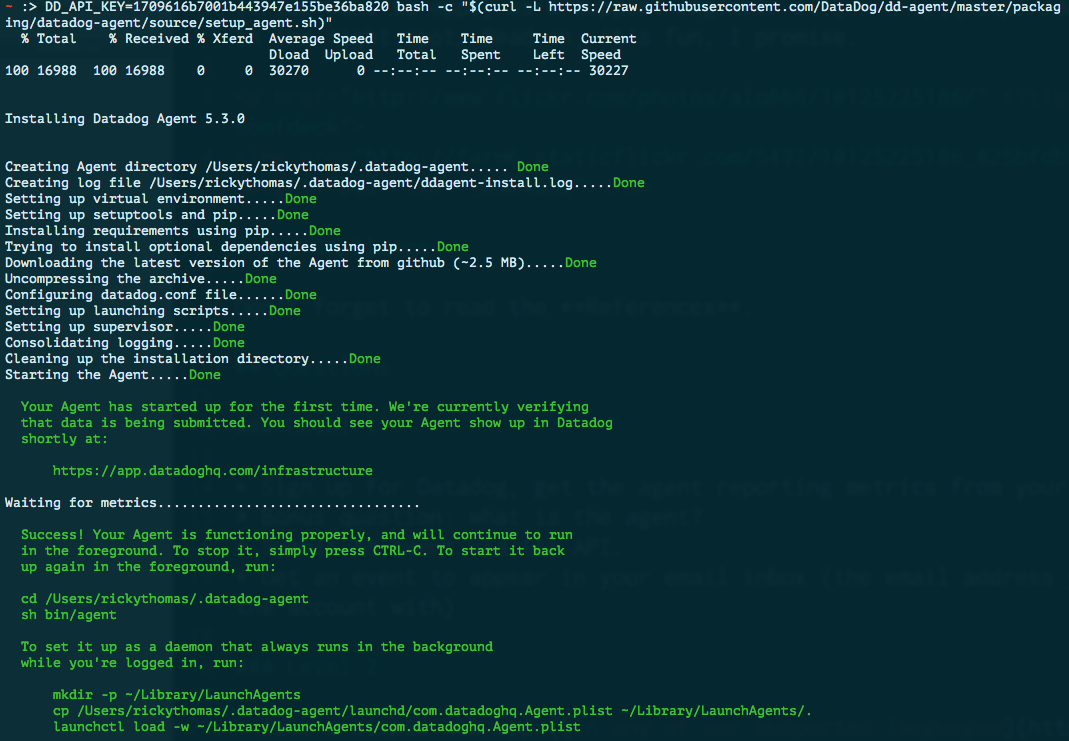 ~ :> DD_API_KEY=1709616b7001b443947e155be36ba820 bash -c "$(curl -L https://raw.githubusercontent.com/DataDog/dd-agent/master/packag
ing/datadog-agent/source/setup_agent.sh)"
% Total % Received % Xferd Average Speed Time Time Time Current
Dload Upload Total Spent Left Speed
100 16988 100 16988 0 0 30270 0 --:--:-- --:--:-- --:--:-- 30227
Installing Datadog Agent 5.3.0
Creating Agent directory /Users/rickythomas/.datadog-agent..... Done
Creating log file /Users/rickythomas/.datadog-agent/ddagent-install.log.....Done
Setting up virtual environment.....Done
Setting up setuptools and pip.....Done
Installing requirements using pip.....Done
Trying to install optional dependencies using pip.....Done
Downloading the latest version of the Agent from github (~2.5 MB).....Done
Uncompressing the archive.....Done
Configuring datadog.conf file......Done
Setting up launching scripts.....Done
Setting up supervisor.....Done
Consolidating logging.....Done
Cleaning up the installation directory.....Done
Starting the Agent.....Done
Your Agent has started up for the first time. We're currently verifying
that data is being submitted. You should see your Agent show up in Datadog
shortly at:
https://app.datadoghq.com/infrastructure
Waiting for metrics.................................
Success! Your Agent is functioning properly, and will continue to run
in the foreground. To stop it, simply press CTRL-C. To start it back
up again in the foreground, run:
cd /Users/rickythomas/.datadog-agent
sh bin/agent
To set it up as a daemon that always runs in the background
while you're logged in, run:
mkdir -p ~/Library/LaunchAgents
cp /Users/rickythomas/.datadog-agent/launchd/com.datadoghq.Agent.plist ~/Library/LaunchAgents/.
launchctl load -w ~/Library/LaunchAgents/com.datadoghq.Agent.plist